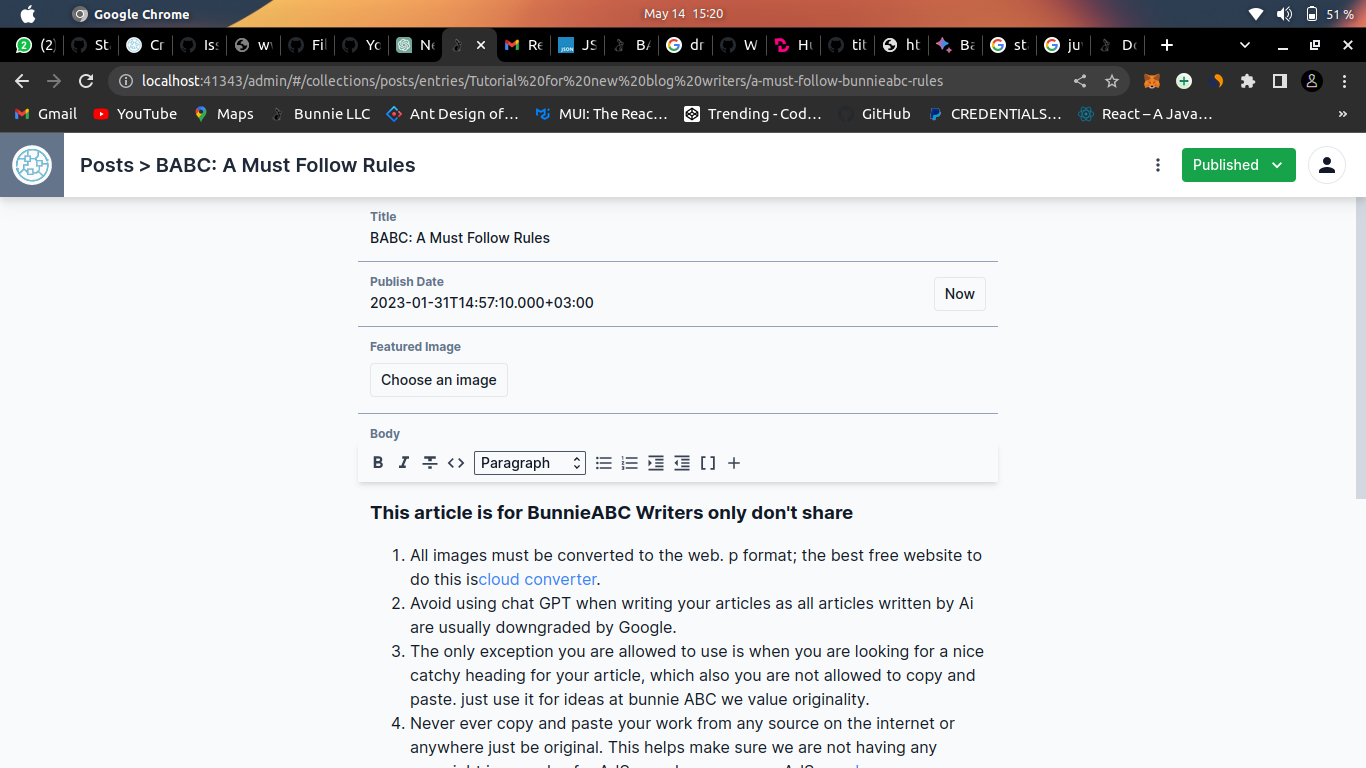 Google Chrome
May 14 15:20
51 %
2 (2)
St
Cr
Iss
w
Fil
Yo
Ne
Re
JS
BA
dr
W
Hu
tit
ht
Ba
st
ju
De
localhost:41343/admin/#/collections/posts/entries/Tutorial%20for%20new%20blog%20writers/a-must-follow-bunnieabc-rules
Gmail
YouTube
Maps
Bunnie LLC
Ant Design of…
MUI: The Reac…
Trending - Cod…
GitHub
CREDENTIALS…
React – A Java…
»
Posts > BABC: A Must Follow Rules
Published
Title
BABC: A Must Follow Rules
Publish Date
2023-01-31T14:57:10.000+03:00
Now
Featured Image
Choose an image
Body
Paragraph
This article is for BunnieABC Writers only don't share
1. All images must be converted to the web. p format; the best free website to
do this iscloud converter.
2. Avoid using chat GPT when writing your articles as all articles written by Ai
are usually downgraded by Google.
3. The only exception you are allowed to use is when you are looking for a nice
catchy heading for your article, which also you are not allowed to copy and
paste. just use it for ideas at bunnie ABC we value originality.
4. Never ever copy and paste your work from any source on the internet or
anywhere just be original. This helps make sure we are not having any